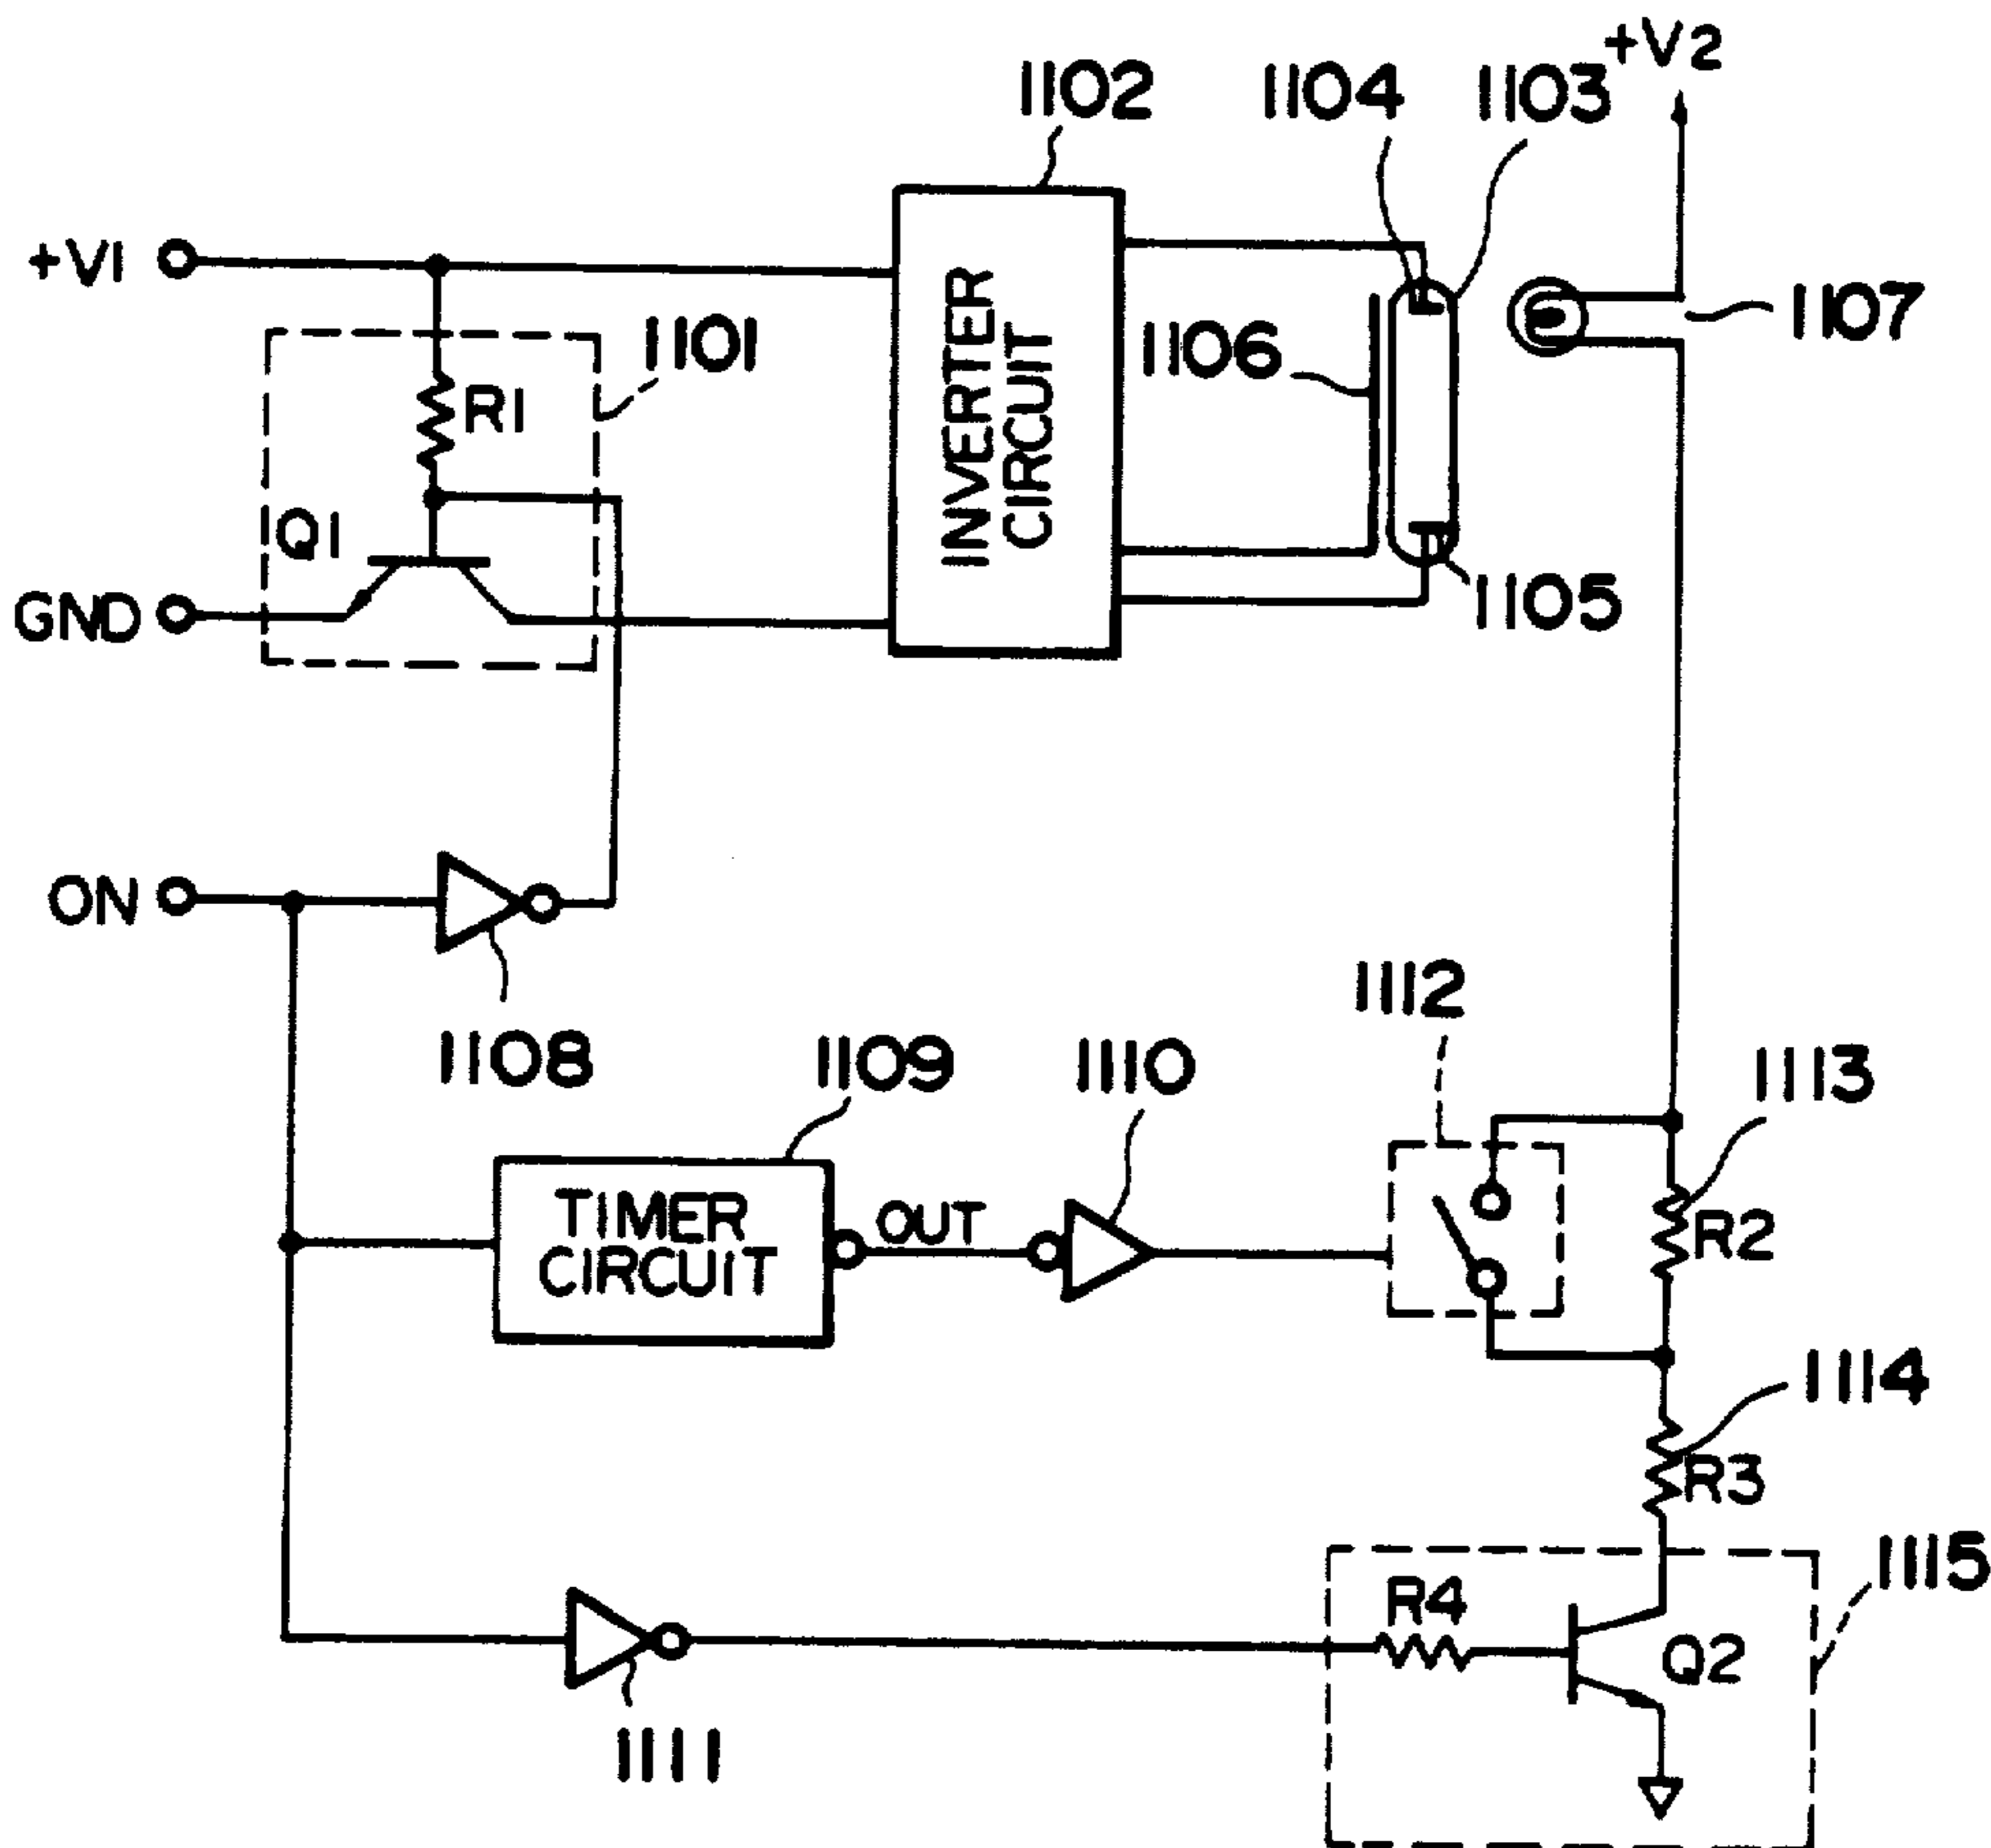 +V2
1102
1104
1103
+V1
1101
1107
1106
R1
INVERTER
CIRCUIT
Q1
GND
1105
ON
1112
1108
1109
1110
1113
TIMER
CIRCUIT
OUT
R2
1114
R3
1115
R4
Q2
1111